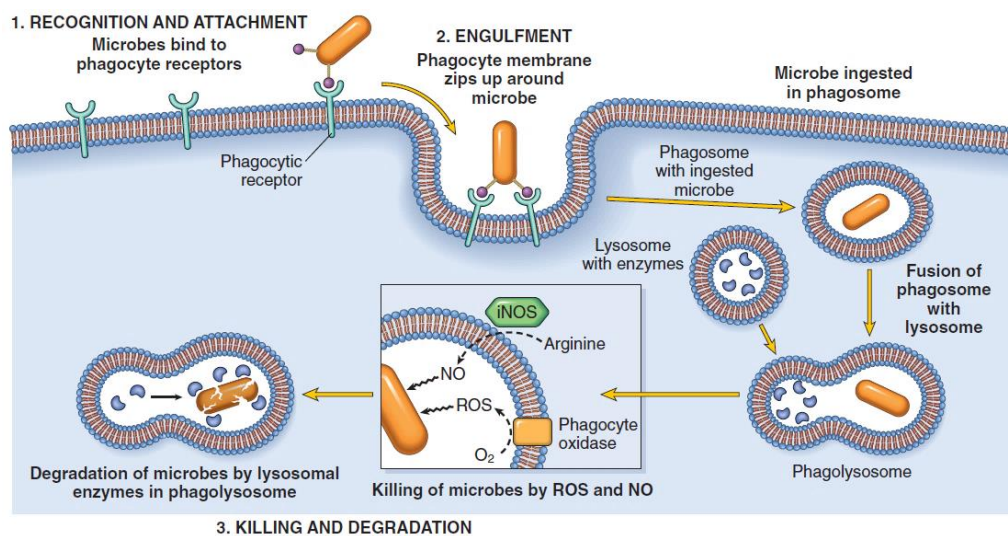 1. RECOGNITION AND ATTACHMENT
Microbes bind to
phagocyte receptors
2. ENGULFMENT
Phagocyte membrane
zips up around
microbe
Microbe ingested
in phagosome
Phagocytic
receptor
Phagosome
with ingested
microbe
Lysosome
with enzymes
Fusion of
phagosome
with
lysosome
iNOS
Arginine
NO
ROS
O₂
Phagocyte
oxidase
Phagolysosome
Degradation of microbes by lysosomal
enzymes in phagolysosome
Killing of microbes by ROS and NO
3. KILLING AND DEGRADATION